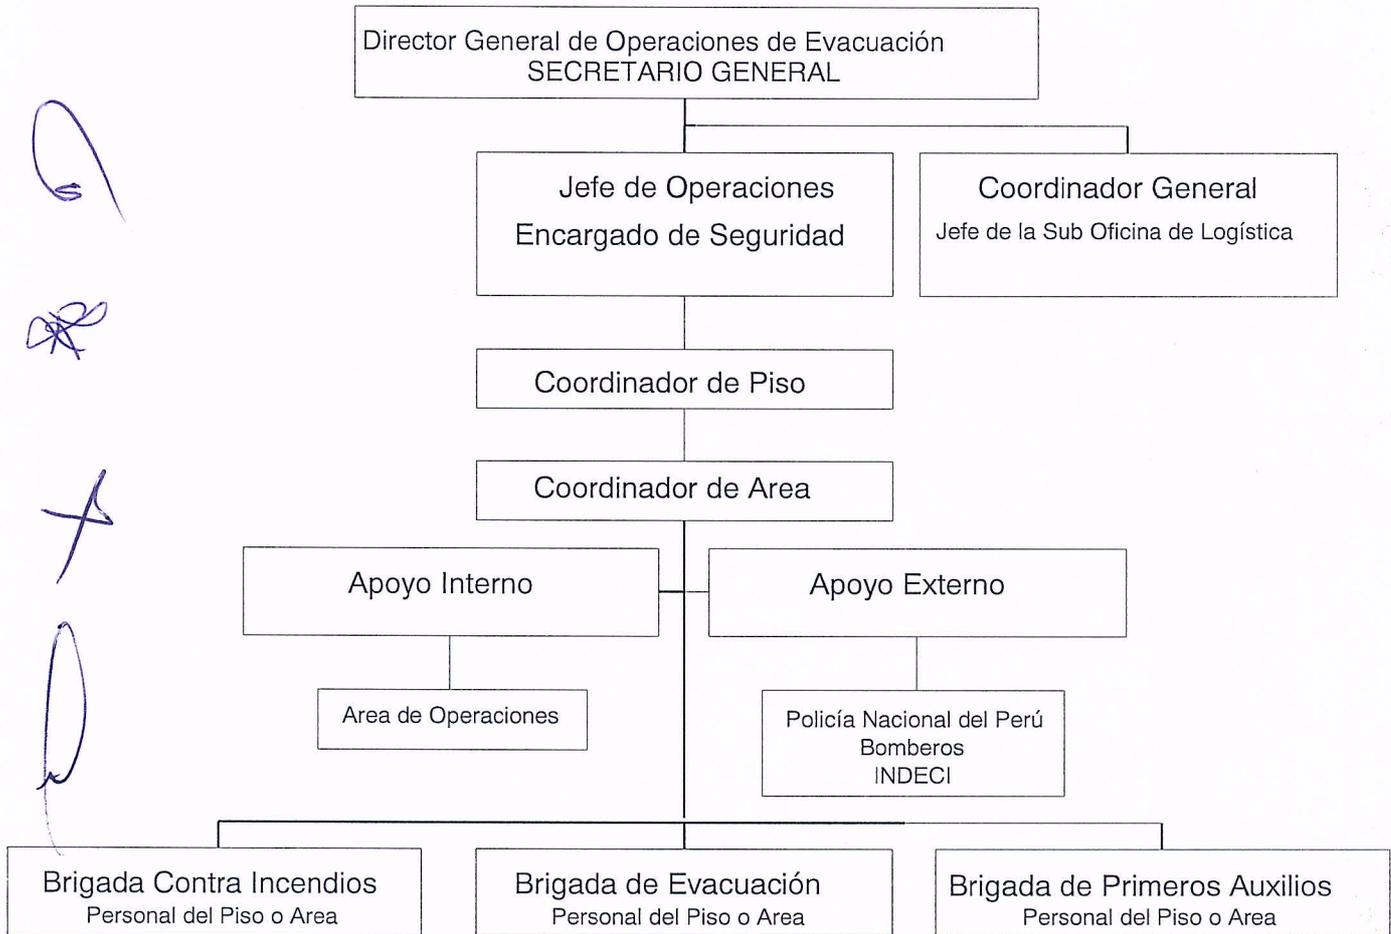 Director General de Operaciones de Evacuación
SECRETARIO GENERAL
Jefe de Operaciones
Encargado de Seguridad
Coordinador General
Jefe de la Sub Oficina de Logística
Coordinador de Piso
Coordinador de Area
Apoyo Interno
Apoyo Externo
Area de Operaciones
Policía Nacional del Perú
Bomberos
INDECI
Brigada Contra Incendios
Personal del Piso o Area
Brigada de Evacuación
Personal del Piso o Area
Brigada de Primeros Auxilios
Personal del Piso o Area